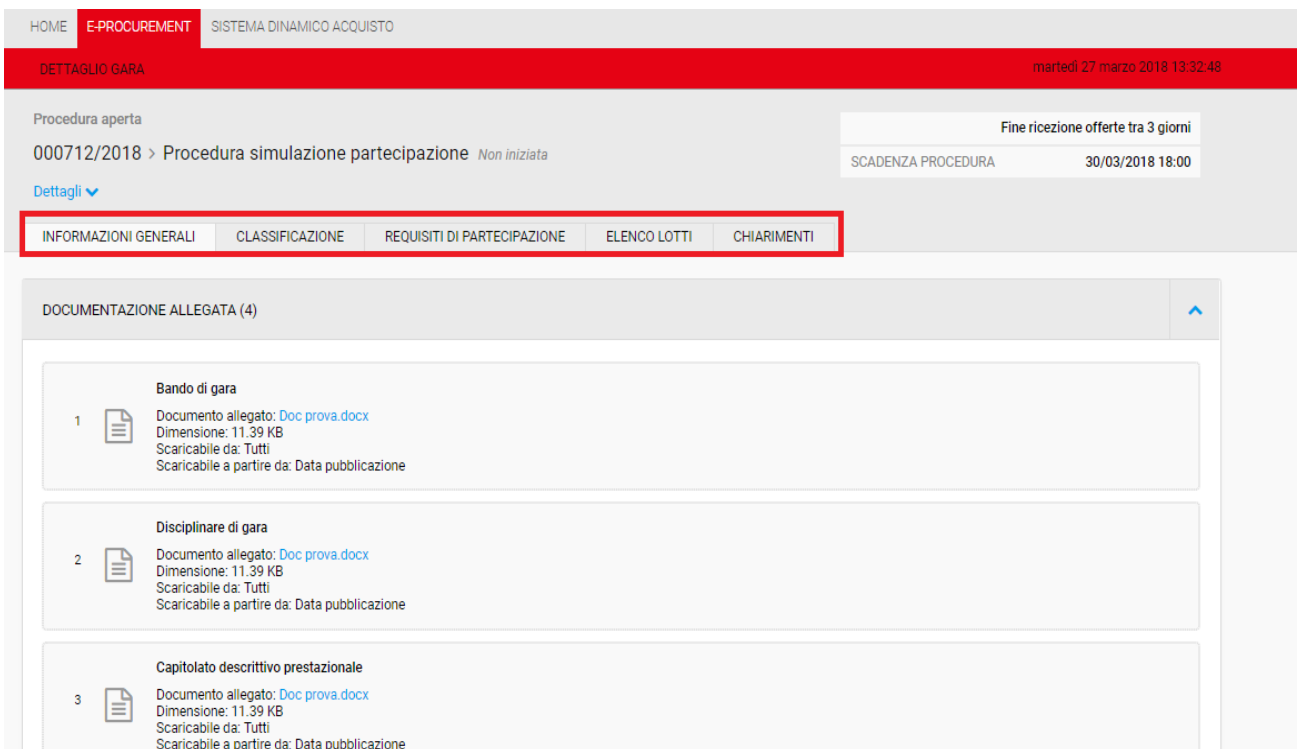 HOME E-PROCUREMENT SISTEMA DINAMICO ACQUISTO
DETTAGLIO GARA martedì 27 marzo 2018 13:32:48
Procedura aperta
Fine ricezione offerte tra 3 giorni
000712/2018 > Procedura simulazione partecipazione Non iniziata
SCADENZA PROCEDURA 30/03/2018 18:00
Dettagli
INFORMAZIONI GENERALI CLASSIFICAZIONE REQUISITI DI PARTECIPAZIONE ELENCO LOTTI CHIARIMENTI
DOCUMENTAZIONE ALLEGATA (4)
Bando di gara
1
Documento allegato: Doc prova.docx
Dimensione: 11.39 KB
Scaricabile da: Tutti
Scaricabile a partire da: Data pubblicazione
Disciplinare di gara
2
Documento allegato: Doc prova.docx
Dimensione: 11.39 KB
Scaricabile da: Tutti
Scaricabile a partire da: Data pubblicazione
Capitolato descrittivo prestazionale
3
Documento allegato: Doc prova.docx
Dimensione: 11.39 KB
Scaricabile da: Tutti
Scaricabile a partire da: Data pubblicazione